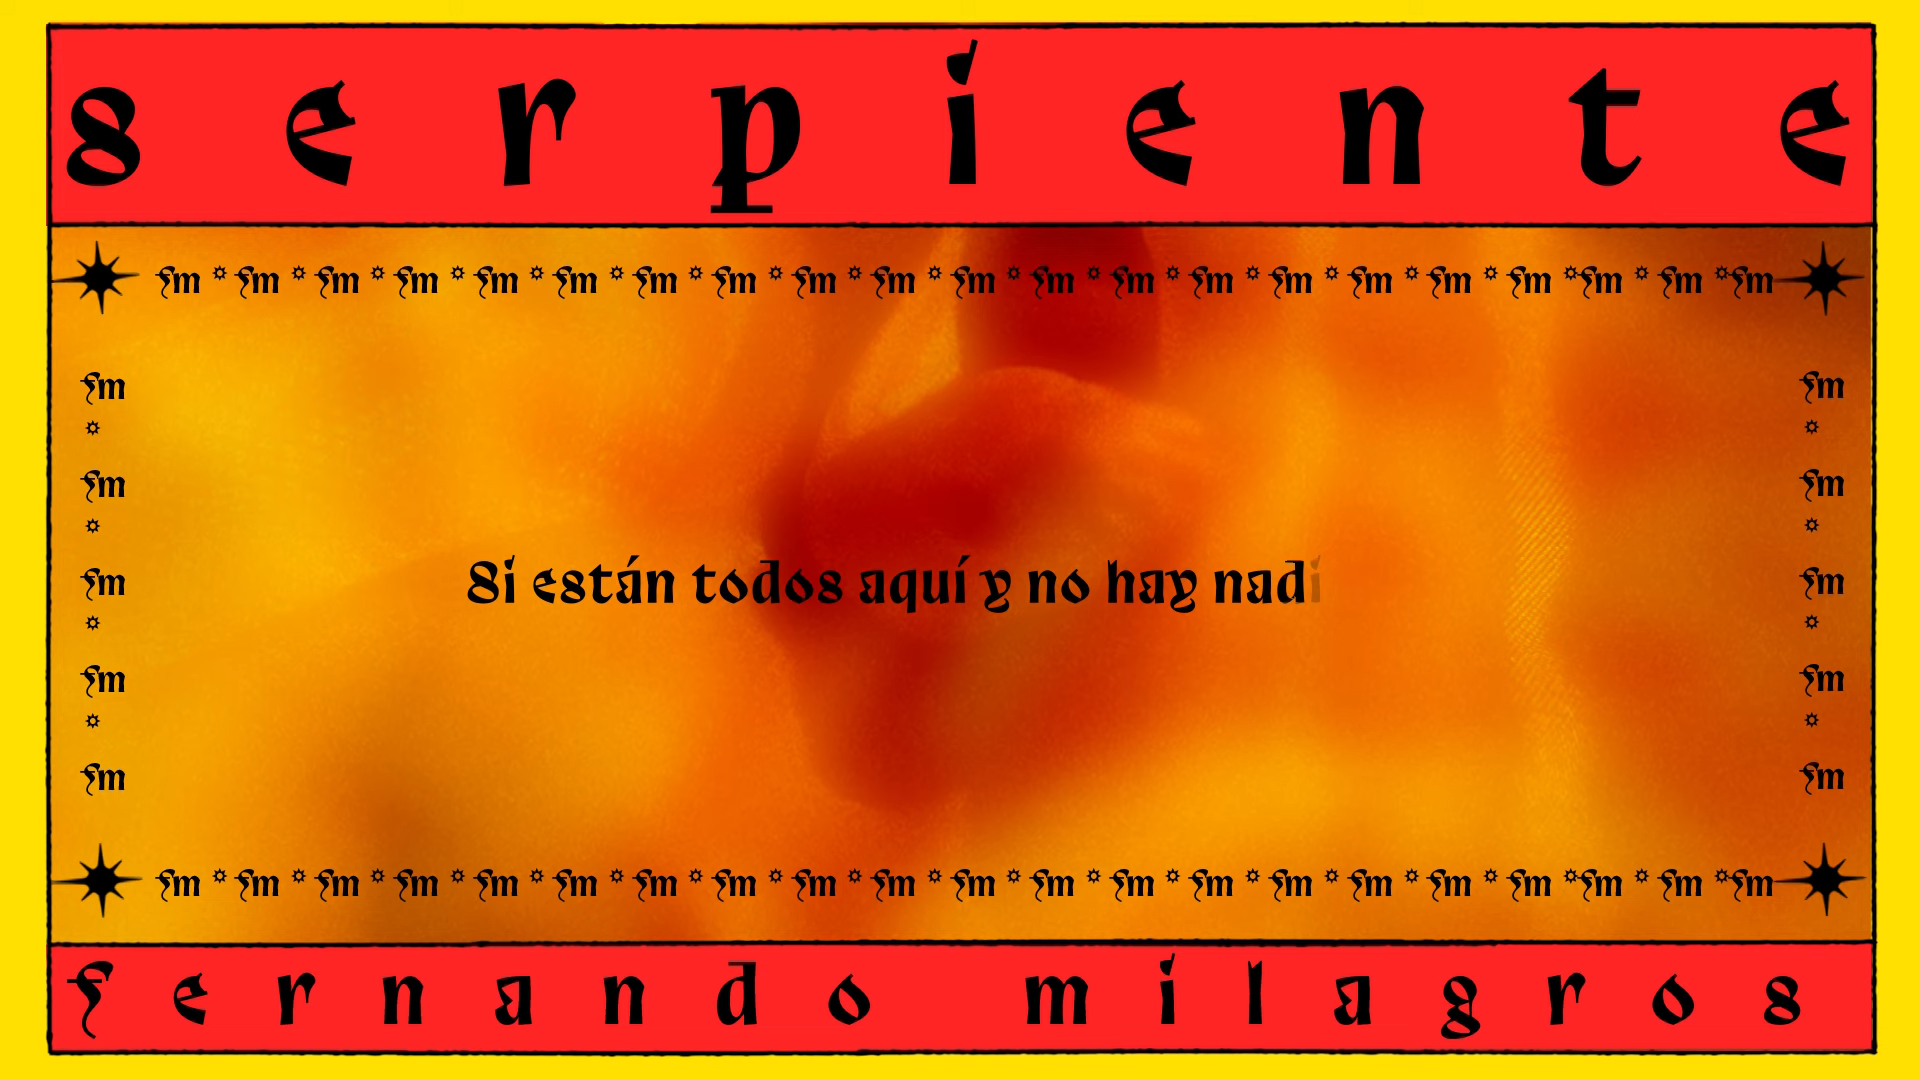 serpiente
fm * fm * fm * fm * fm * fm * fm * fm * fm * fm * fm * fm * fm * fm * fm * fm * fm * fm *fm * fm *fm
fm fm
* *
fm fm
* *
Si están todos aquí y no hay nadi
fm fm
* *
fm fm
* *
fm fm
fm * fm * fm * fm * fm * fm * fm * fm * fm * fm * fm * fm * fm * fm * fm * fm * fm * fm *fm * fm *fm
fernando milagros